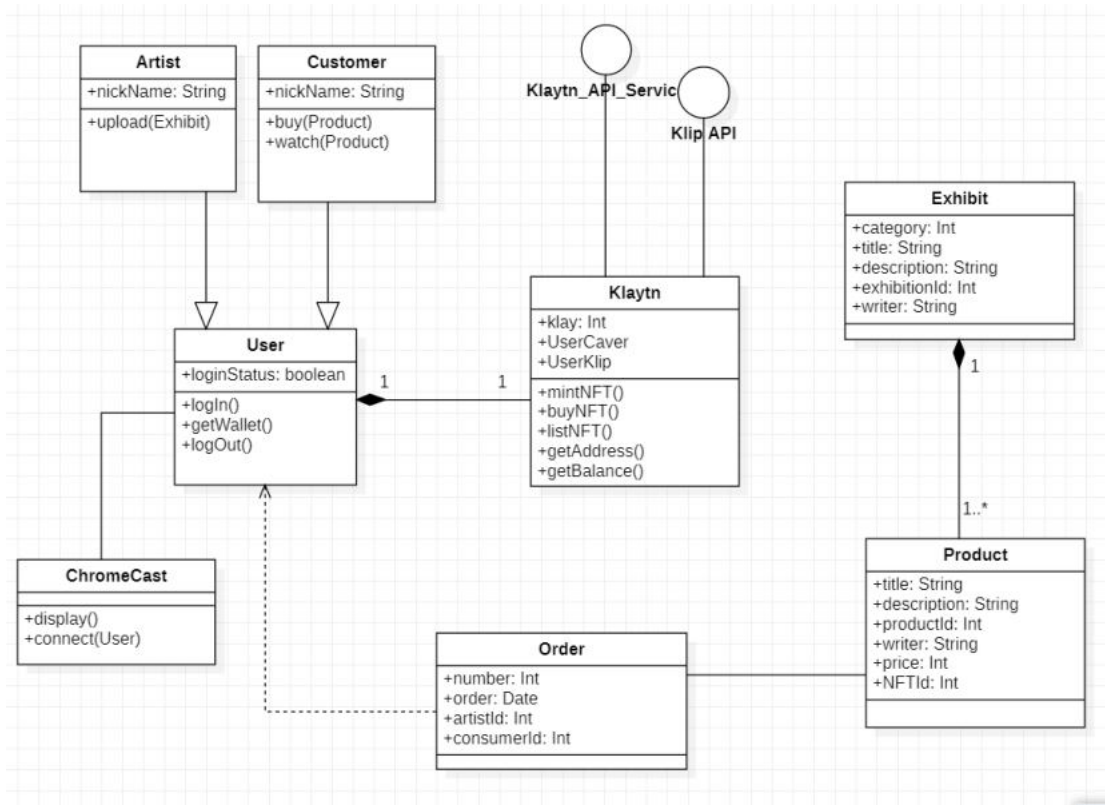 Artist
+nickName: String
+upload(Exhibit)
Customer
+nickName: String
+buy(Product)
+watch(Product)
Klaytn_API_Servic
Klip API
Exhibit
+category: Int
+title: String
+description: String
+exhibitionId: Int
+writer: String
Klaytn
+klay: Int
+UserCaver
+UserKlip
+mintNFT()
+buyNFT()
+listNFT()
+getAddress()
+getBalance()
User
+loginStatus: boolean
+logIn()
+getWallet()
+logOut()
1
1
1
1..*
ChromeCast
+display()
+connect(User)
Product
+title: String
+description: String
+productId: Int
+writer: String
+price: Int
+NFTId: Int
Order
+number: Int
+order: Date
+artistId: Int
+consumerId: Int